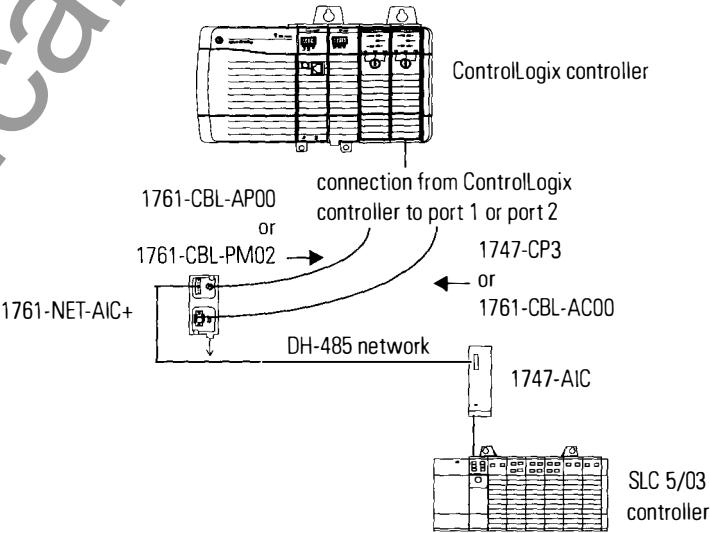 ControlLogix controller
connection from ControlLogix
controller to port 1 or port 2
1761-CBL-AP00
or
1761-CBL-PM02
1747-CP3
or
1761-CBL-AC00
1761-NET-AIC+
DH-485 network
1747-AIC
SLC 5/03
controller